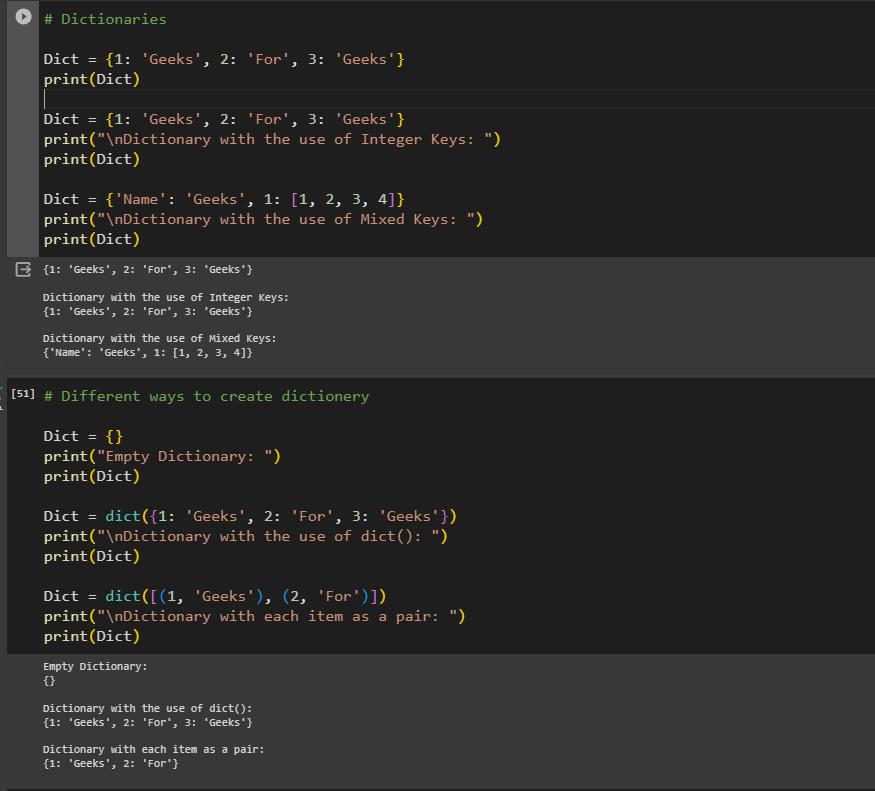 # Dictionaries
Dict = {1: 'Geeks', 2: 'For', 3: 'Geeks'}
print(Dict)
Dict = {1: 'Geeks', 2: 'For', 3: 'Geeks'}
print("\nDictionary with the use of Integer Keys: ")
print(Dict)
Dict = {'Name': 'Geeks', 1: [1, 2, 3, 4]}
print("\nDictionary with the use of Mixed Keys: ")
print(Dict)
{1: 'Geeks', 2: 'For', 3: 'Geeks'}
Dictionary with the use of Integer Keys:
{1: 'Geeks', 2: 'For', 3: 'Geeks'}
Dictionary with the use of Mixed Keys:
{'Name': 'Geeks', 1: [1, 2, 3, 4]}
[51] # Different ways to create dictionery
Dict = {}
print("Empty Dictionary: ")
print(Dict)
Dict = dict({1: 'Geeks', 2: 'For', 3: 'Geeks'})
print("\nDictionary with the use of dict(): ")
print(Dict)
Dict = dict([(1, 'Geeks'), (2, 'For')])
print("\nDictionary with each item as a pair: ")
print(Dict)
Empty Dictionary:
{}
Dictionary with the use of dict():
{1: 'Geeks', 2: 'For', 3: 'Geeks'}
Dictionary with each item as a pair:
{1: 'Geeks', 2: 'For'}